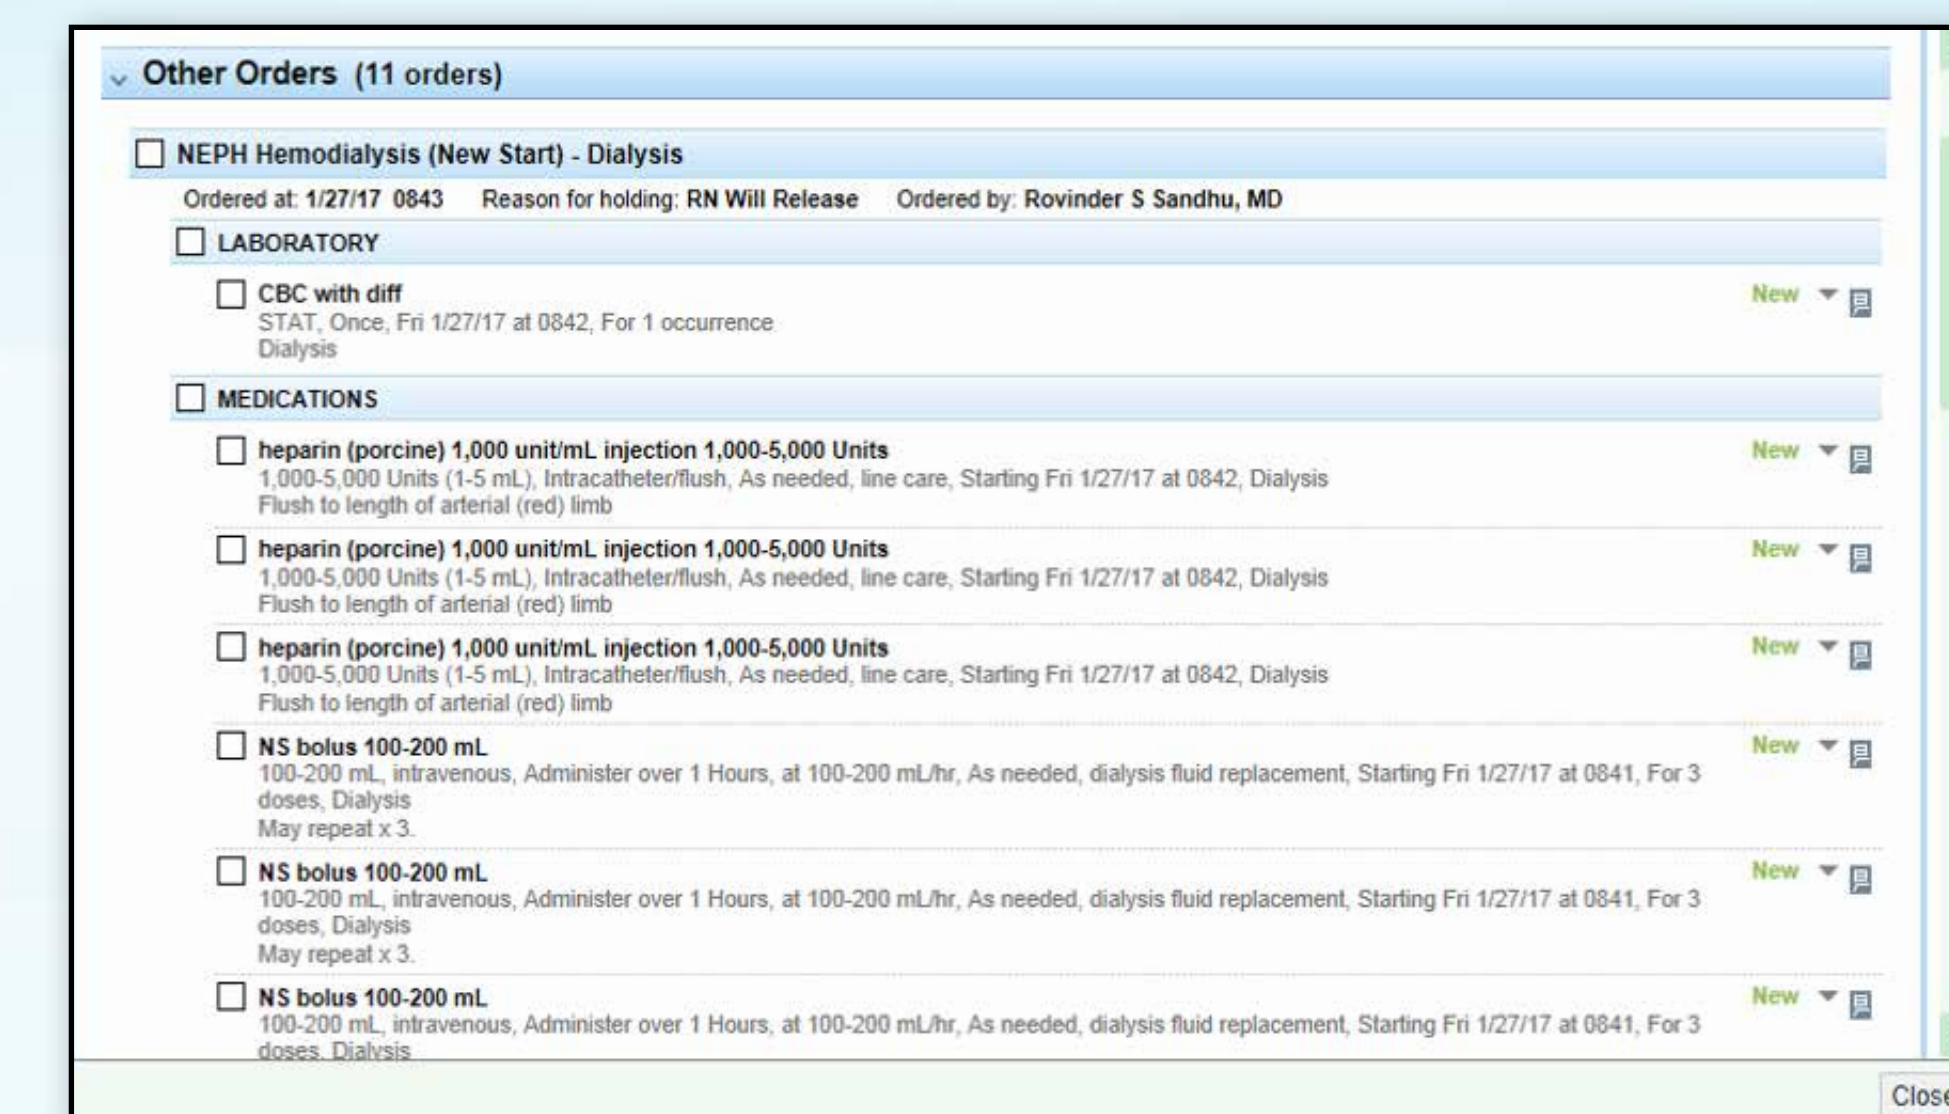 Other Orders (11 orders)
NEPH Hemodialysis (New Start) - Dialysis
Ordered at: 1/27/17 0843 Reason for holding: RN Will Release Ordered by: Rovinder S Sandhu, MD
LABORATORY
CBC with diff New
STAT, Once, Fri 1/27/17 at 0842, For 1 occurrence
Dialysis
MEDICATIONS
heparin (porcine) 1,000 unit/mL injection 1,000-5,000 Units New
1,000-5,000 Units (1-5 mL), Intracatheter/flush, As needed, line care, Starting Fri 1/27/17 at 0842, Dialysis
Flush to length of arterial (red) limb
heparin (porcine) 1,000 unit/mL injection 1,000-5,000 Units New
1,000-5,000 Units (1-5 mL), Intracatheter/flush, As needed, line care, Starting Fri 1/27/17 at 0842, Dialysis
Flush to length of arterial (red) limb
heparin (porcine) 1,000 unit/mL injection 1,000-5,000 Units New
1,000-5,000 Units (1-5 mL), Intracatheter/flush, As needed, line care, Starting Fri 1/27/17 at 0842, Dialysis
Flush to length of arterial (red) limb
NS bolus 100-200 mL New
100-200 mL, intravenous, Administer over 1 Hours, at 100-200 mL/hr, As needed, dialysis fluid replacement, Starting Fri 1/27/17 at 0841, For 3
doses, Dialysis
May repeat x 3.
NS bolus 100-200 mL New
100-200 mL, intravenous, Administer over 1 Hours, at 100-200 mL/hr, As needed, dialysis fluid replacement, Starting Fri 1/27/17 at 0841, For 3
doses, Dialysis
May repeat x 3.
NS bolus 100-200 mL New
100-200 mL, intravenous, Administer over 1 Hours, at 100-200 mL/hr, As needed, dialysis fluid replacement, Starting Fri 1/27/17 at 0841, For 3
doses, Dialysis
Close